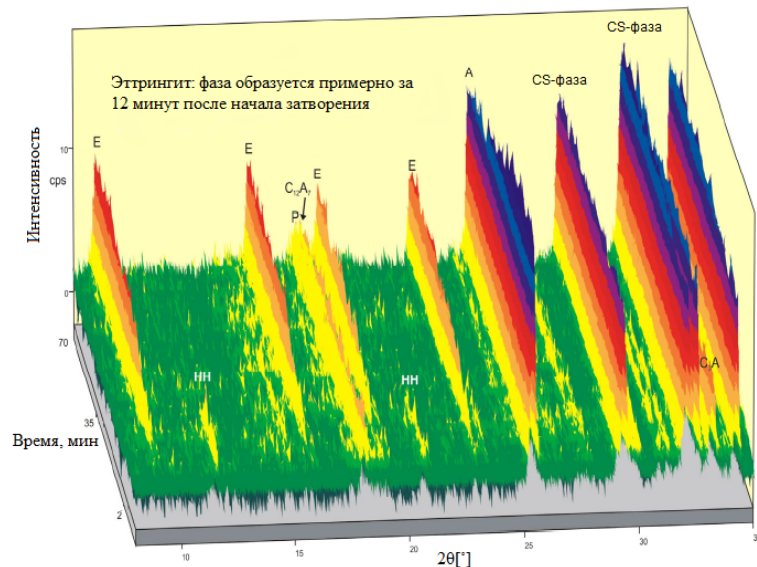 CS-фаза
A
CS-фаза
Эттрингит: фаза образуется примерно за
12 минут после начала затворения
E
E
C₁₂A₇
E
E
P
Интенсивность
10
cps
0
70
HH
HH
C₃A
35
Время, мин
2
10
15
20
25
30
3
2θ[°]